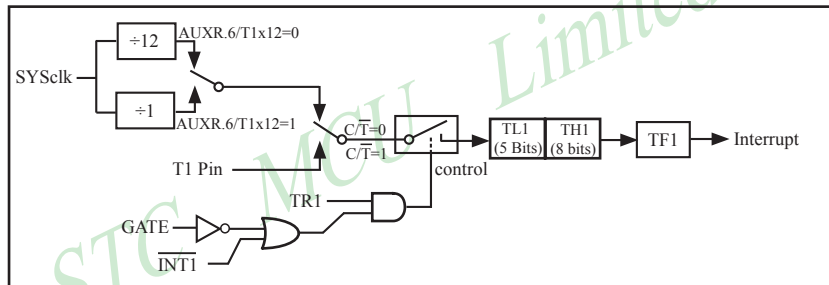 ÷12
AUXR.6/T1x12=0
SYSclk
÷1
AUXR.6/T1x12=1
C/T̅=0
C/T̅=1
T1 Pin
control
TL1
(5 Bits)
TH1
(8 bits)
TF1
Interrupt
TR1
GATE
I̅N̅T̅1̅
STC MCU Limited